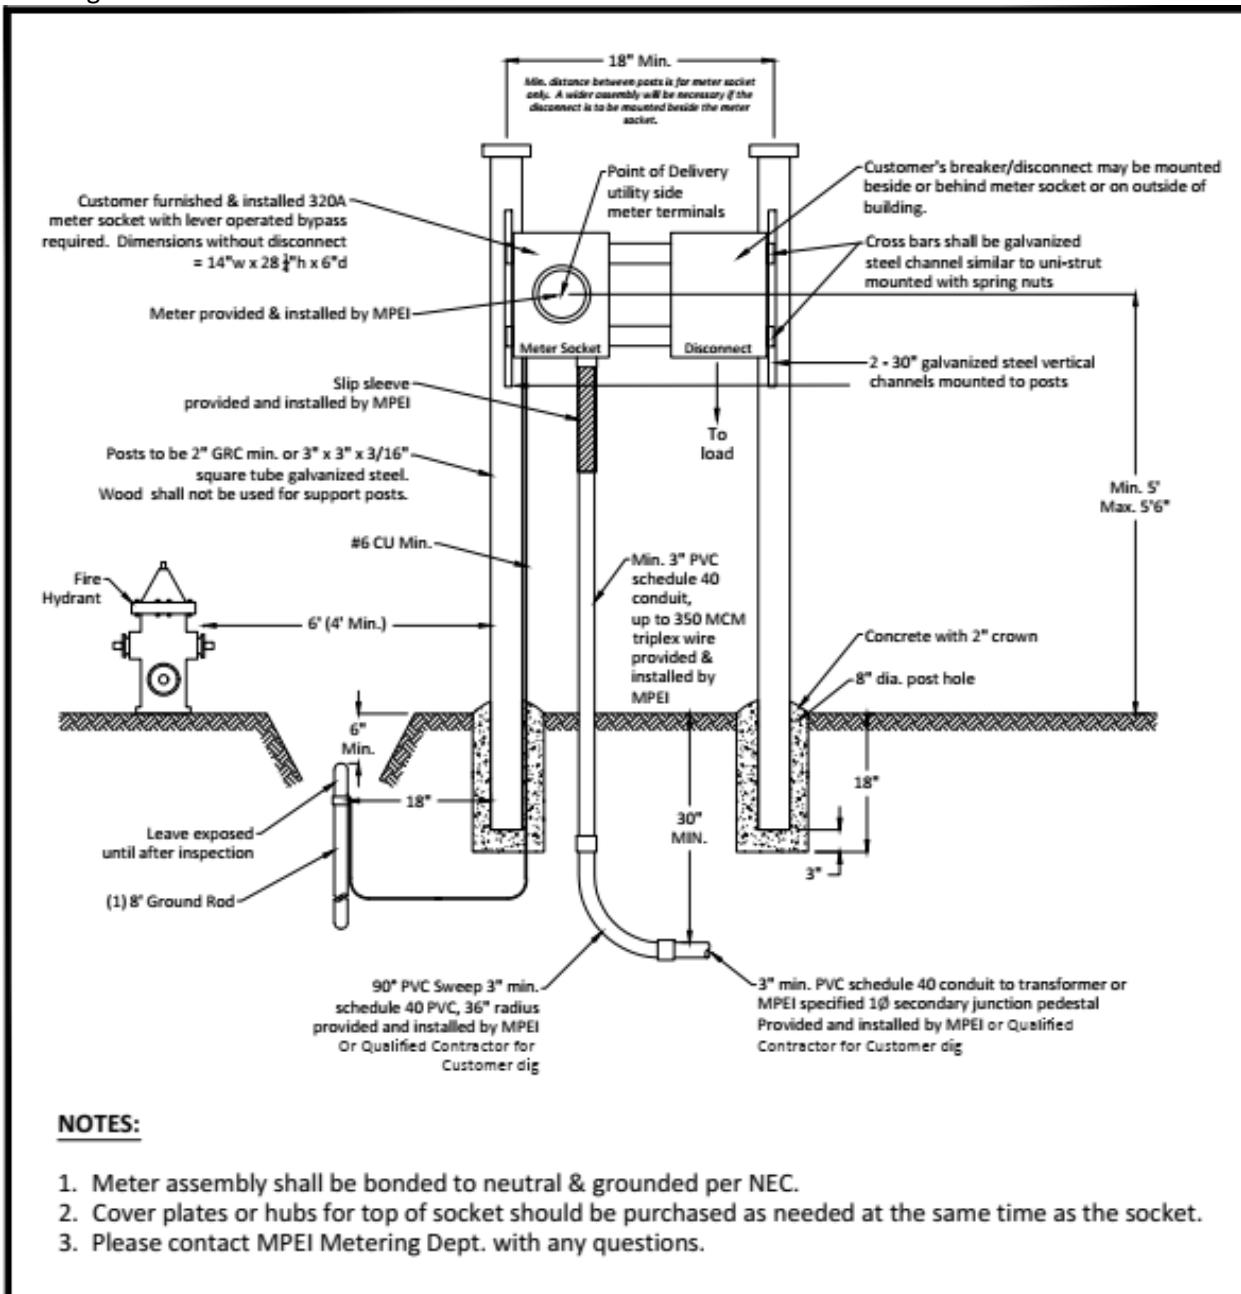 18" Min.
Min. distance between posts is for meter socket
only. A wider assembly will be necessary if the
disconnect is to be mounted beside the meter
socket.
Customer furnished & installed 320A
meter socket with lever operated bypass
required. Dimensions without disconnect
= 14"w x 28 ¼"h x 6"d
Point of Delivery
utility side
meter terminals
Customer's breaker/disconnect may be mounted
beside or behind meter socket or on outside of
building.
Cross bars shall be galvanized
steel channel similar to uni-strut
mounted with spring nuts
Meter provided & installed by MPEI
Meter Socket
Disconnect
2 - 30" galvanized steel vertical
channels mounted to posts
Slip sleeve
provided and installed by MPEI
To
load
Posts to be 2" GRC min. or 3" x 3" x 3/16"
square tube galvanized steel.
Wood shall not be used for support posts.
Min. 5'
Max. 5'6"
#6 CU Min.
Min. 3" PVC
schedule 40
conduit,
up to 350 MCM
triplex wire
provided &
installed by
MPEI
Fire
Hydrant
6' (4' Min.)
Concrete with 2" crown
8" dia. post hole
6"
Min.
18"
18"
30"
MIN.
3"
Leave exposed
until after inspection
(1) 8' Ground Rod
90° PVC Sweep 3" min.
schedule 40 PVC, 36" radius
provided and installed by MPEI
Or Qualified Contractor for
Customer dig
3" min. PVC schedule 40 conduit to transformer or
MPEI specified 1Ø secondary junction pedestal
Provided and installed by MPEI or Qualified
Contractor for Customer dig
NOTES:
1. Meter assembly shall be bonded to neutral & grounded per NEC.
2. Cover plates or hubs for top of socket should be purchased as needed at the same time as the socket.
3. Please contact MPEI Metering Dept. with any questions.